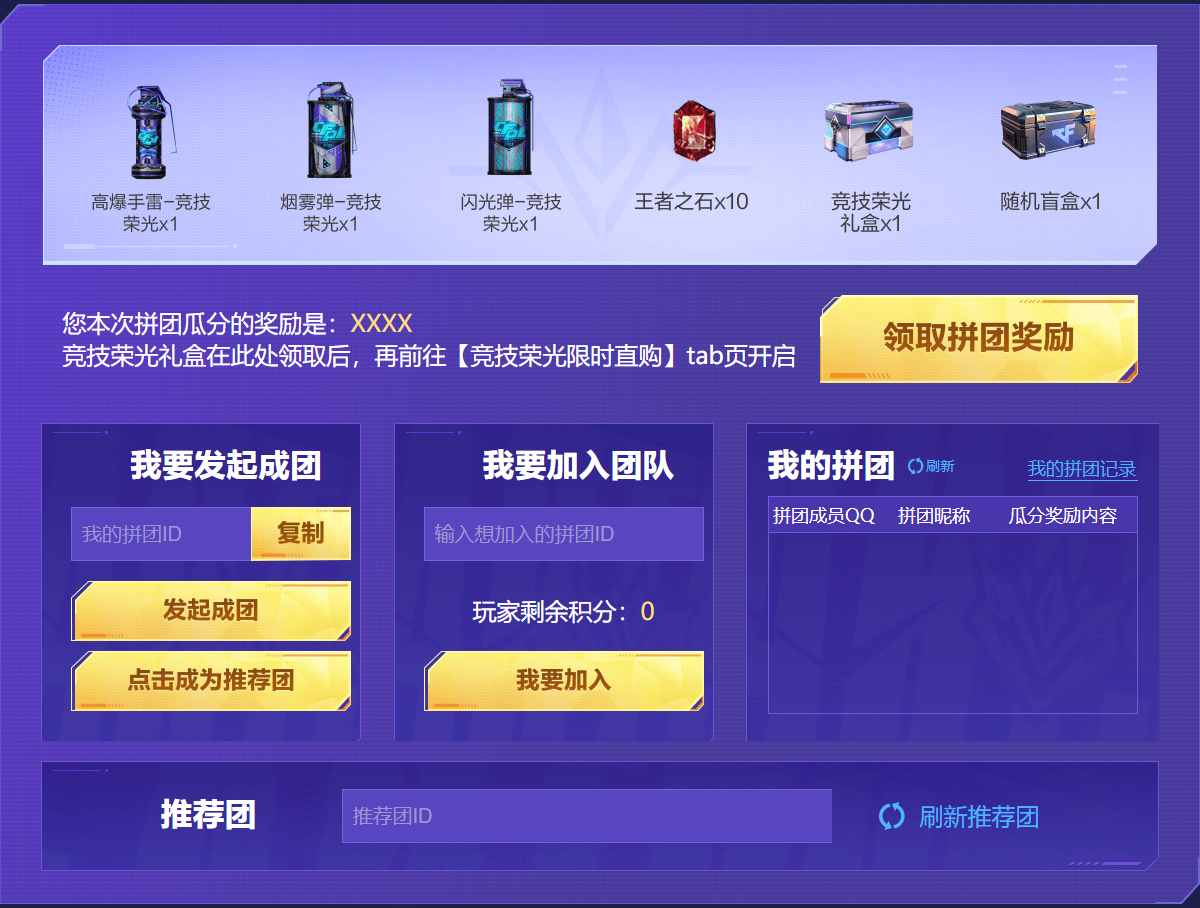 高爆手雷-竞技
荣光x1
烟雾弹-竞技
荣光x1
闪光弹-竞技
荣光x1
王者之石x10
竞技荣光
礼盒x1
随机盲盒x1
您本次拼团瓜分的奖励是：XXXX
竞技荣光礼盒在此处领取后，再前往【竞技荣光限时直购】tab页开启
领取拼团奖励
我要发起成团
我的拼团ID
复制
发起成团
点击成为推荐团
我要加入团队
输入想加入的拼团ID
玩家剩余积分：0
我要加入
我的拼团
刷新
我的拼团记录
拼团成员QQ 拼团昵称 瓜分奖励内容
推荐团
推荐团ID
刷新推荐团